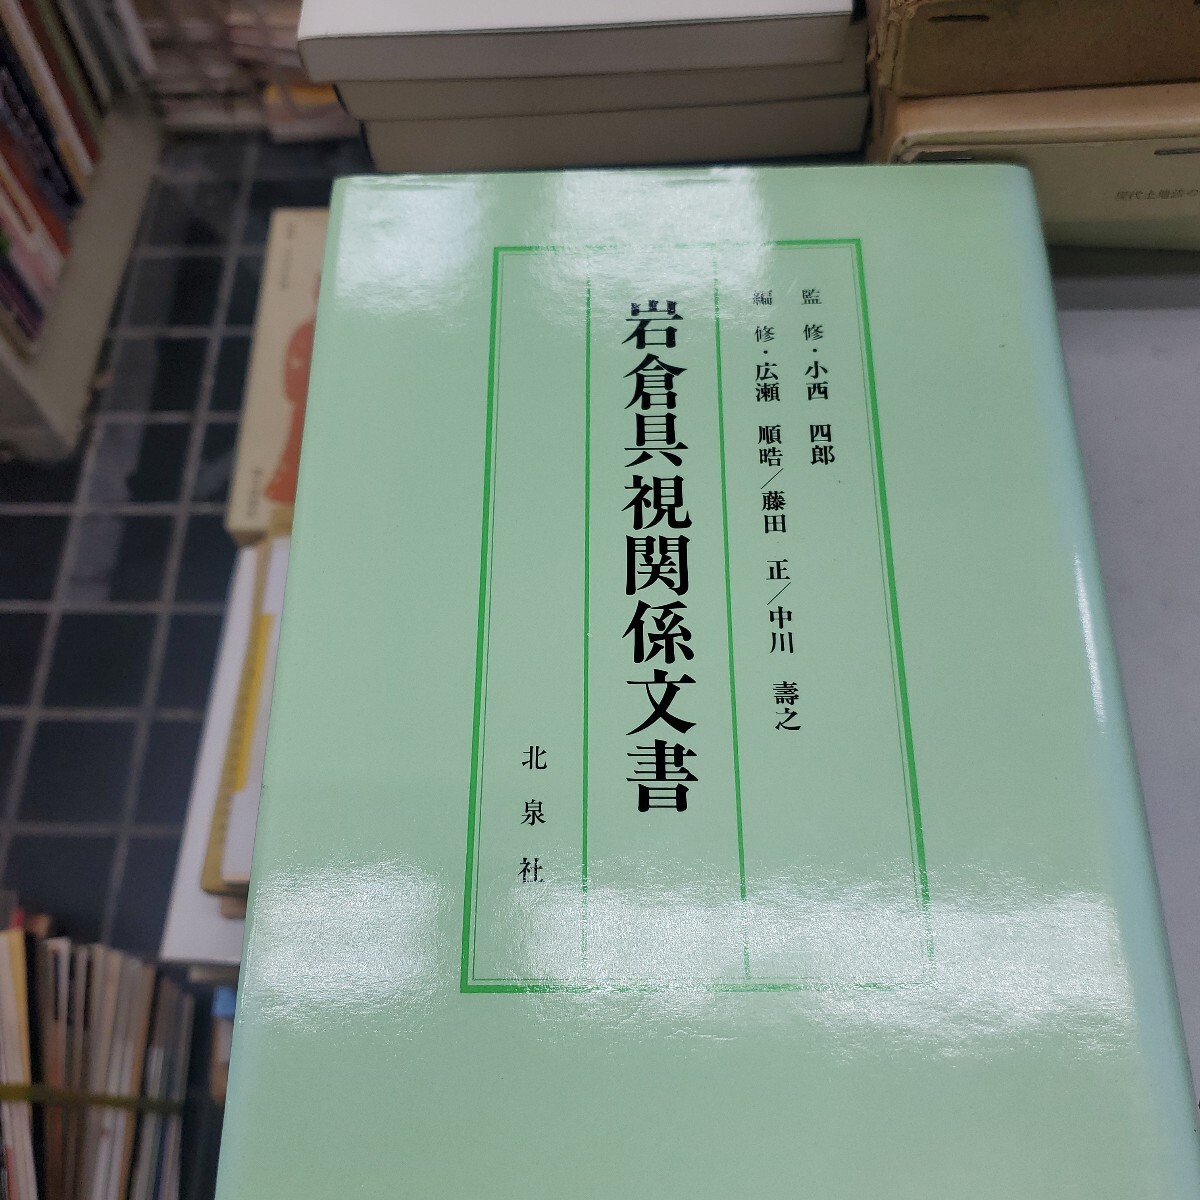 監修・小西 四郎
編修・広瀬 順晧／藤田 正／中川 壽之
岩倉具視関係文書
北泉社